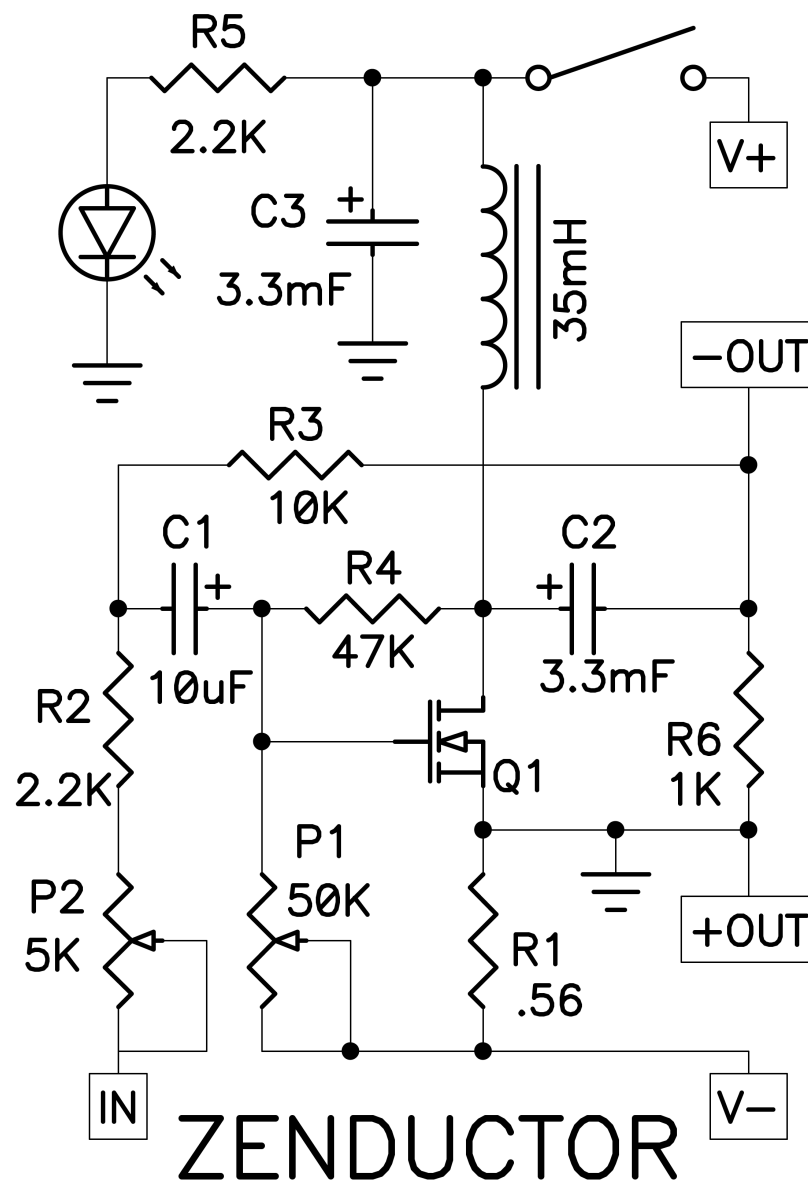 R5
2.2K
V+
C3
+
3.3mF
35mH
-OUT
R3
10K
C1
+
R4
+
C2
47K
10uF
3.3mF
R2
2.2K
Q1
R6
1K
P1
50K
P2
5K
+OUT
R1
.56
IN
V-
ZENDUCTOR